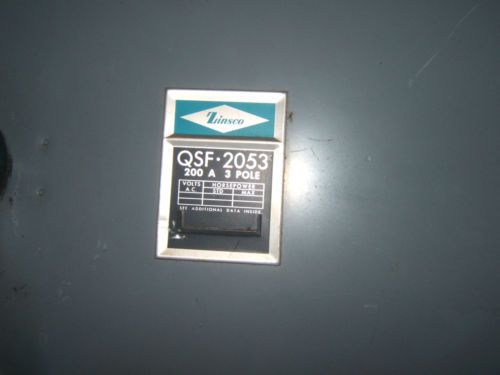 Zinsco
QSF·2053
200 A 3 POLE
VOLTS HORSEPOWER
A.C. STD MAX
SEE ADDITIONAL DATA INSIDE